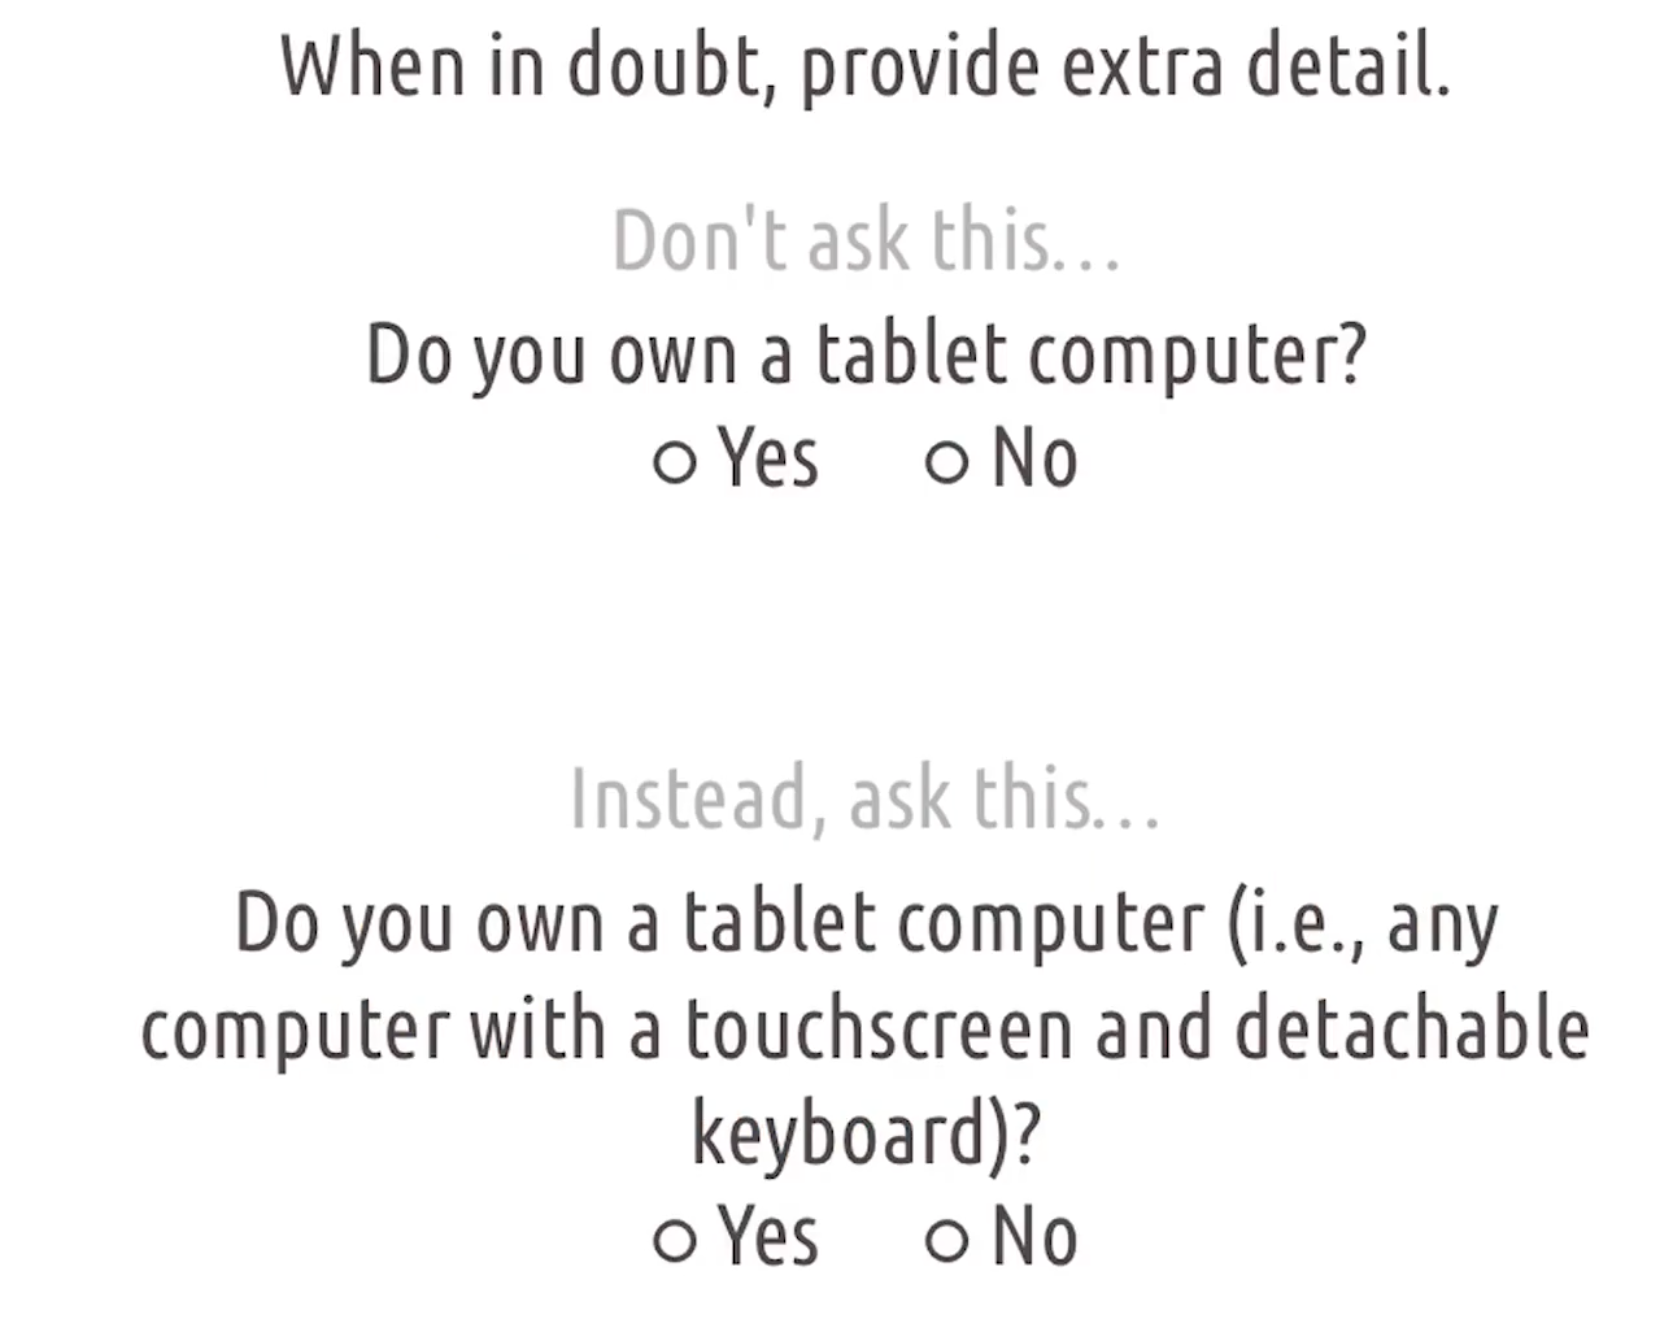 When in doubt, provide extra detail.
Don't ask this...
Do you own a tablet computer?
Yes No
Instead, ask this...
Do you own a tablet computer (i.e., any
computer with a touchscreen and detachable
keyboard)?
Yes No